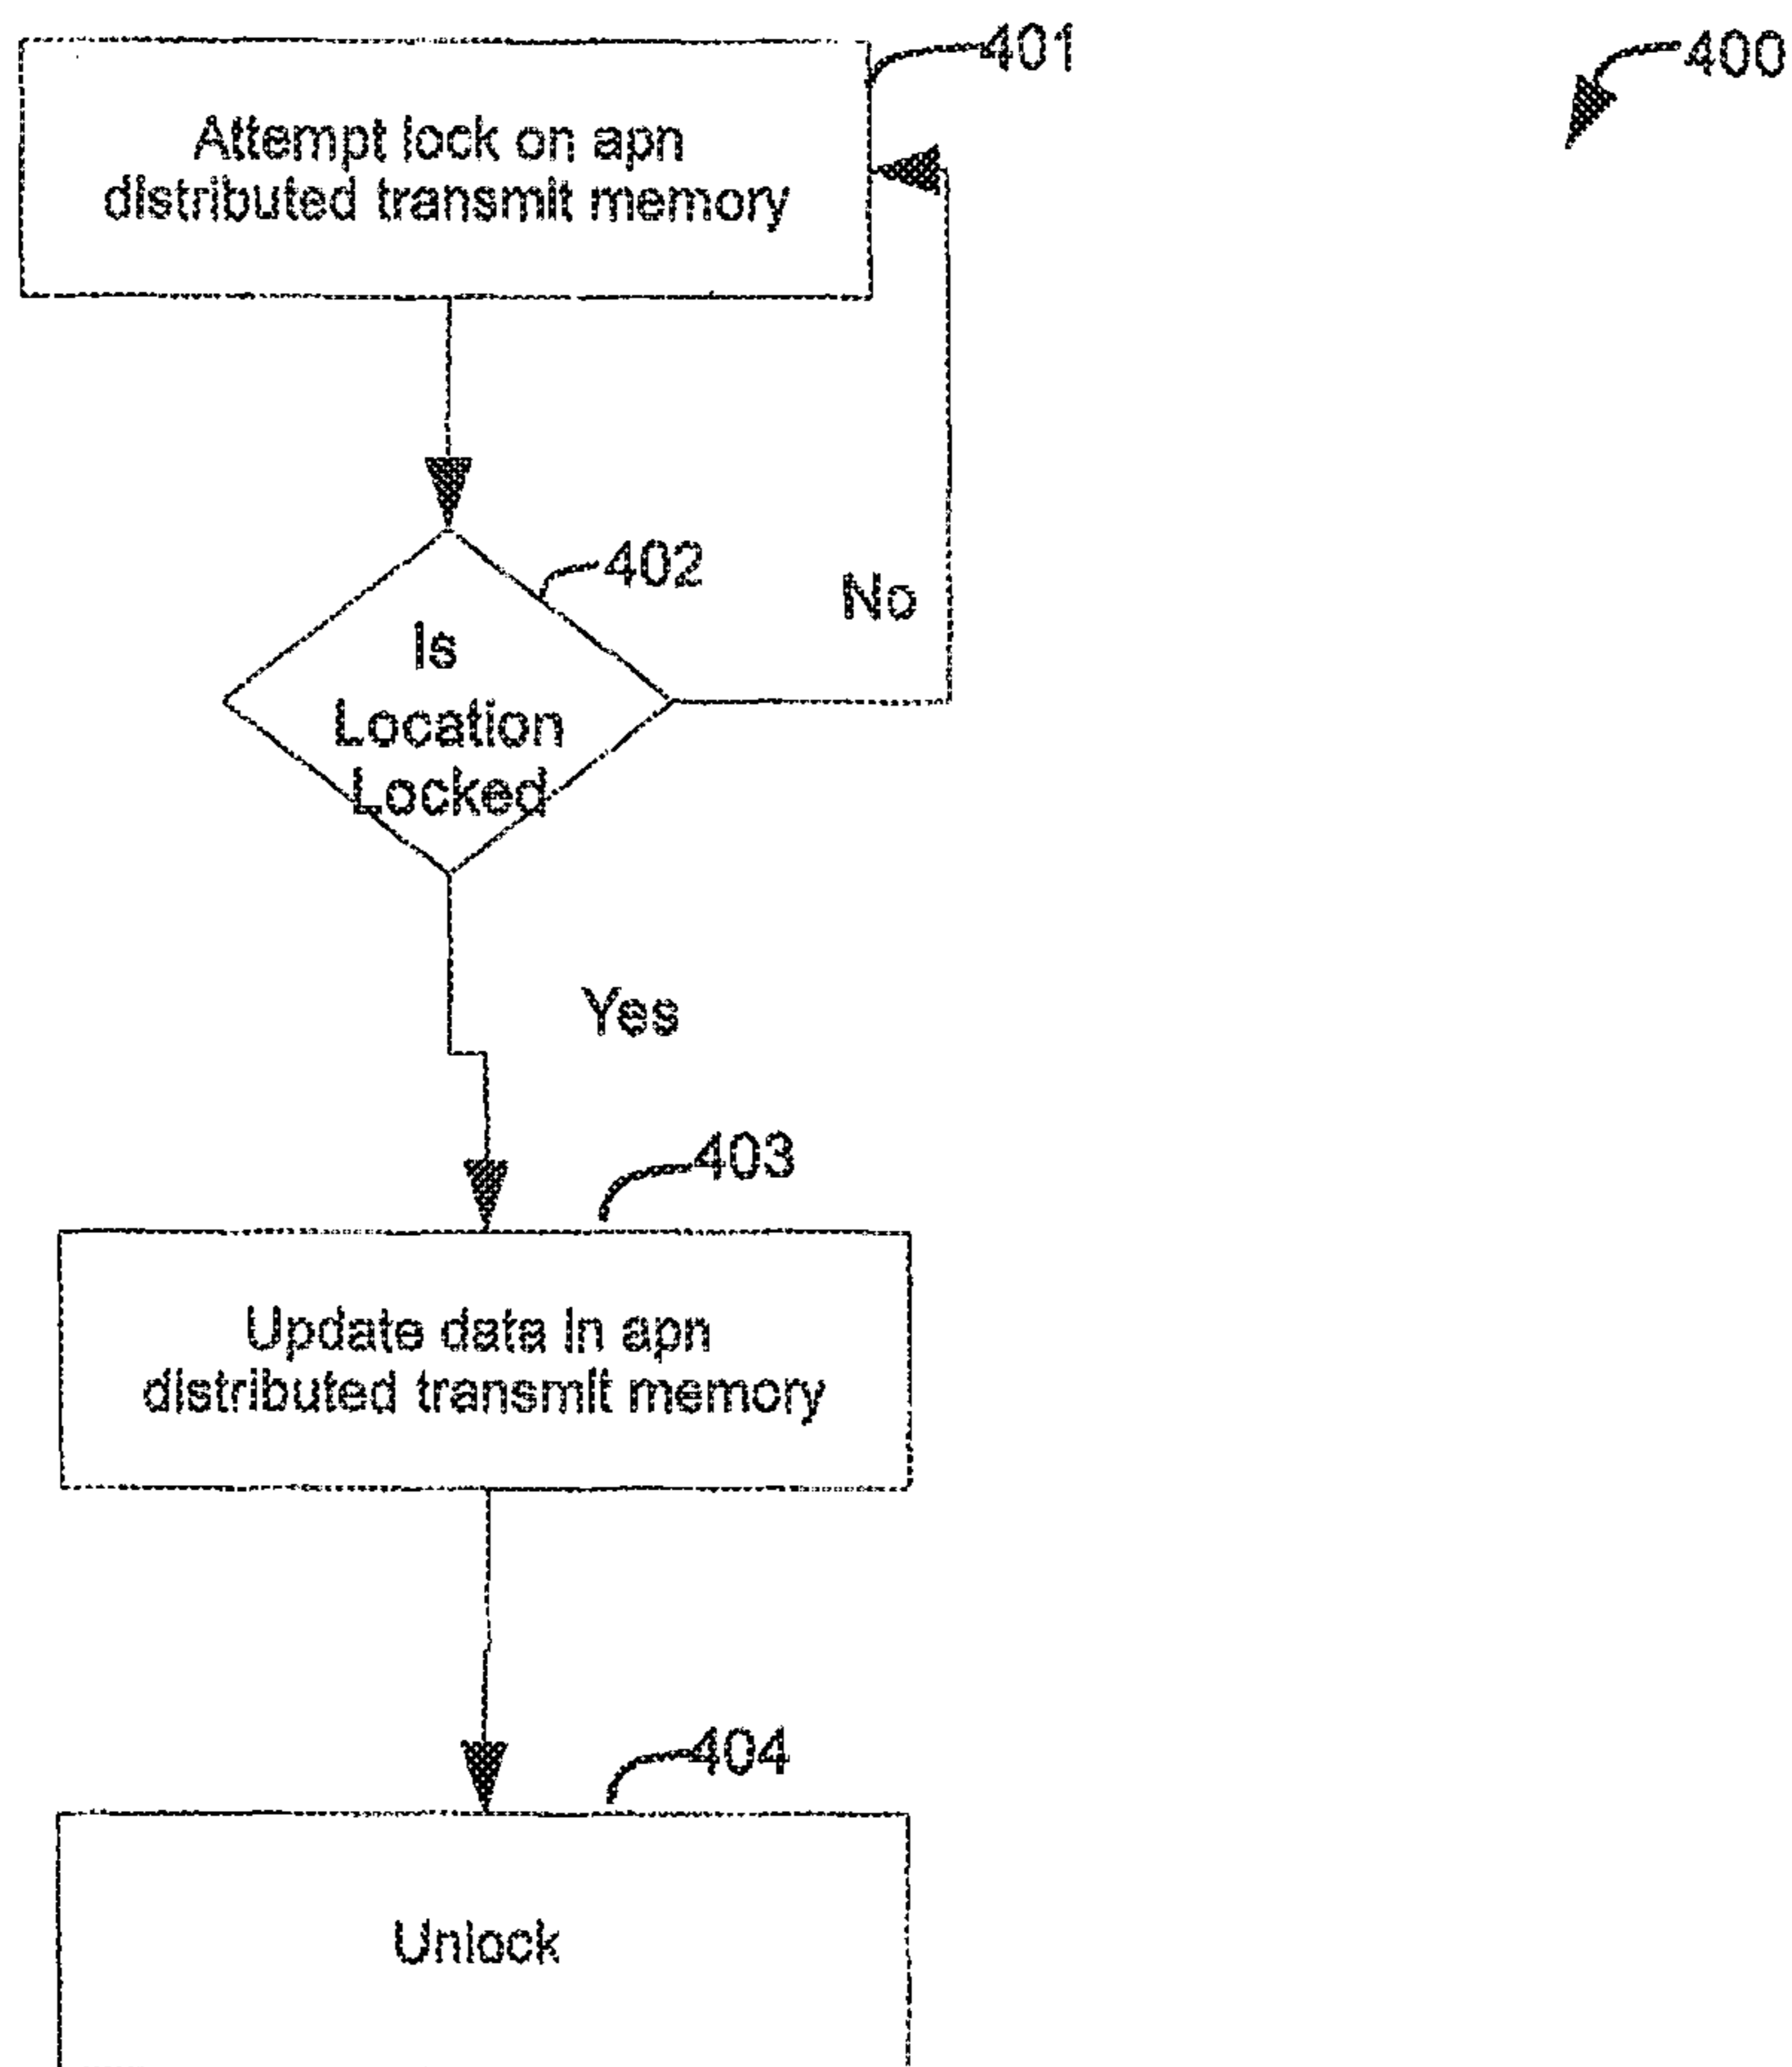 401
400
Attempt lock on apn
distributed transmit memory
402
No
Is
Location
Locked
Yes
403
Update data in apn
distributed transmit memory
404
Unlock